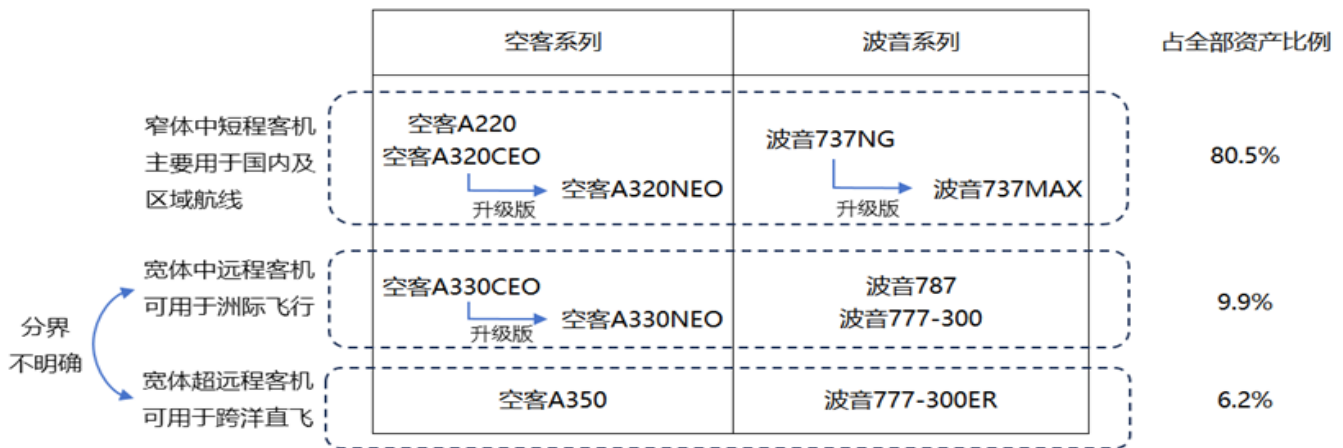 空客系列
波音系列
占全部资产比例
窄体中短程客机
主要用于国内及
区域航线
空客A220
空客A320CEO
空客A320NEO
升级版
波音737NG
波音737MAX
升级版
80.5%
宽体中远程客机
可用于洲际飞行
空客A330CEO
空客A330NEO
升级版
波音787
波音777-300
9.9%
分界
不明确
宽体超远程客机
可用于跨洋直飞
空客A350
波音777-300ER
6.2%